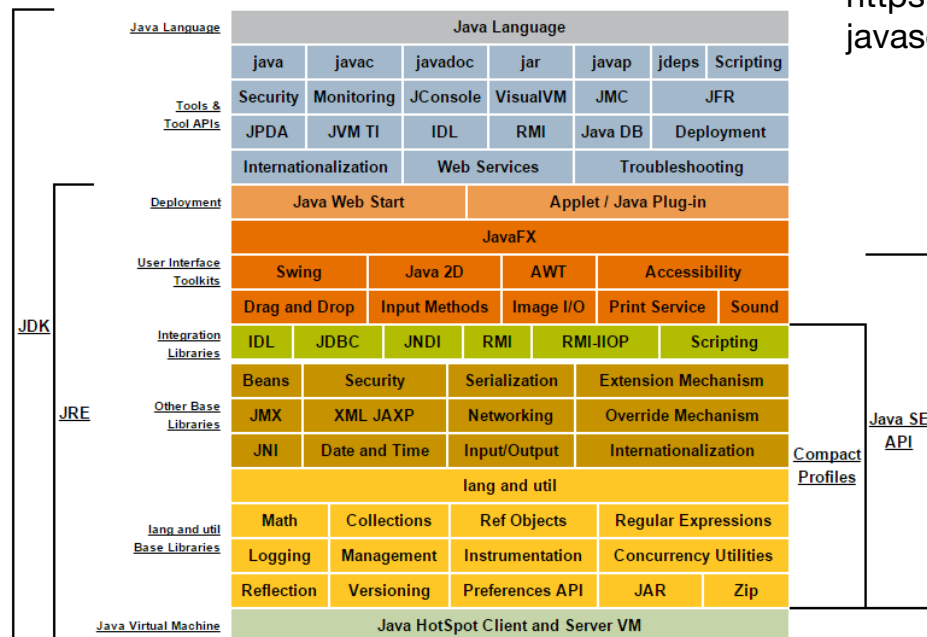 https
javas
Java Language Java Language
java javac javadoc jar javap jdeps Scripting
Tools & Security Monitoring JConsole VisualVM JMC JFR
Tool APIs JPDA JVM TI IDL RMI Java DB Deployment
Internationalization Web Services Troubleshooting
Deployment Java Web Start Applet / Java Plug-in
JavaFX
User Interface Toolkits Swing Java 2D AWT Accessibility
Drag and Drop Input Methods Image I/O Print Service Sound
JDK
Integration Libraries IDL JDBC JNDI RMI RMI-IIOP Scripting
Beans Security Serialization Extension Mechanism
JRE Other Base Libraries JMX XML JAXP Networking Override Mechanism Java SE API
JNI Date and Time Input/Output Internationalization Compact Profiles
lang and util
lang and util Base Libraries Math Collections Ref Objects Regular Expressions
Logging Management Instrumentation Concurrency Utilities
Reflection Versioning Preferences API JAR Zip
Java Virtual Machine Java HotSpot Client and Server VM